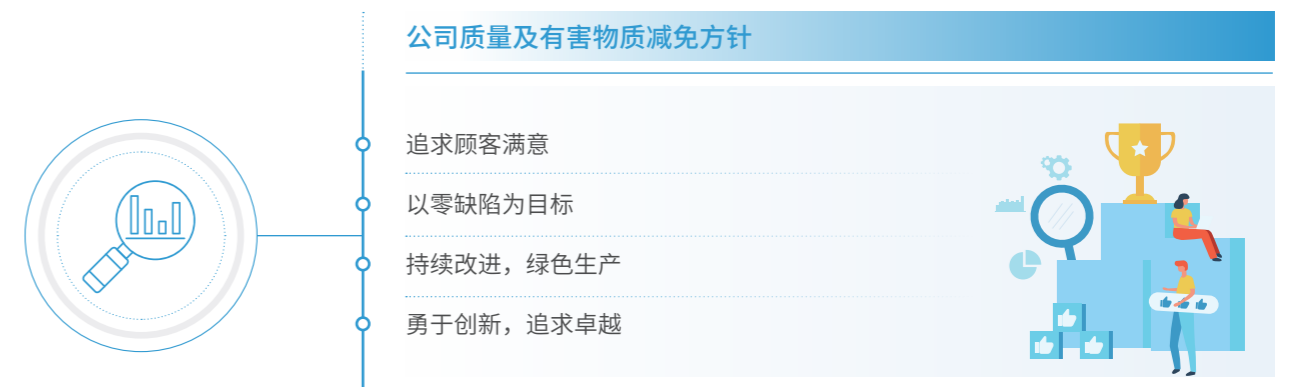 公司质量及有害物质减免方针
追求顾客满意
以零缺陷为目标
持续改进，绿色生产
勇于创新，追求卓越